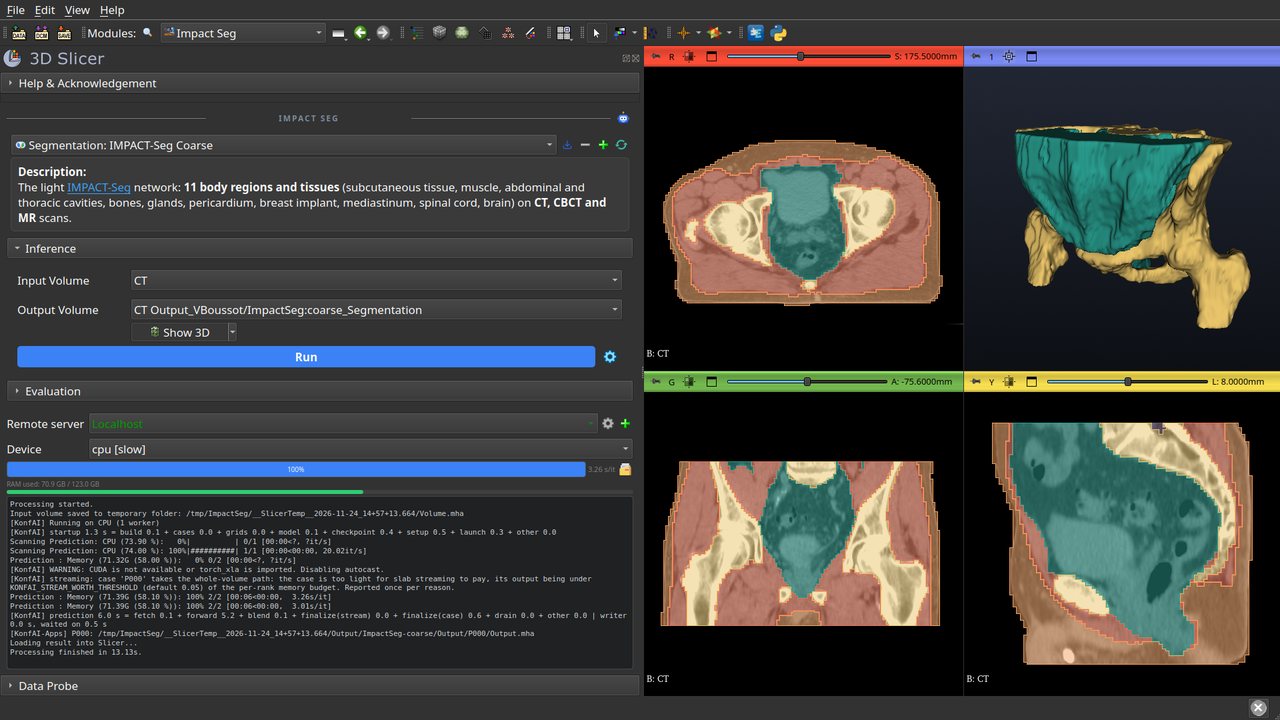 File Edit View Help
Modules: Impact Seg
3D Slicer
Help & Acknowledgement
IMPACT SEG
Segmentation: IMPACT-Seg Coarse
Description:
The light IMPACT-Seg network: 11 body regions and tissues (subcutaneous tissue, muscle, abdominal and
thoracic cavities, bones, glands, pericardium, breast implant, mediastinum, spinal cord, brain) on CT, CBCT and
MR scans.
Inference
Input Volume CT
Output Volume CT Output_VBoussot/ImpactSeg:coarse_Segmentation
Show 3D
Run
Evaluation
Remote server Localhost
Device cpu [slow]
100% 3.26 s/it
RAM used: 70.9 GB / 123.0 GB
Processing started.
Input volume saved to temporary folder: /tmp/ImpactSeg/__SlicerTemp__2026-11-24_14+57+13.664/Volume.mha
[KonfAI] Running on CPU (1 worker)
[KonfAI] startup 1.3 s = build 0.1 + cases 0.0 + grids 0.0 + model 0.1 + checkpoint 0.4 + setup 0.5 + launch 0.3 + other 0.0
Scanning Prediction: CPU (73.90 %):   0%|          | 0/1 [00:00<?, ?it/s]
Scanning Prediction: CPU (74.00 %): 100%|##########| 1/1 [00:00<00:00, 20.02it/s]
Prediction : Memory (71.32G (58.00 %)):   0% 0/2 [00:00<?, ?it/s]
[KonfAI] WARNING: CUDA is not available or torch_xla is imported. Disabling autocast.
[KonfAI] streaming: case 'P000' takes the whole-volume path: the case is too light for slab streaming to pay, its output being under
KONFAI_STREAM_WORTH_THRESHOLD (default 0.05) of the per-rank memory budget. Reported once per reason.
Prediction : Memory (71.39G (58.10 %)): 100% 2/2 [00:06<00:00,  3.26s/it]
Prediction : Memory (71.39G (58.10 %)): 100% 2/2 [00:06<00:00,  3.01s/it]
[KonfAI] prediction 6.0 s = fetch 0.1 + forward 5.2 + blend 0.1 + finalize(stream) 0.0 + finalize(case) 0.6 + drain 0.0 + other 0.0 | writer
0.0 s, waited on 0.5 s
[KonfAI-Apps] P000: /tmp/ImpactSeg/__SlicerTemp__2026-11-24_14+57+13.664/Output/ImpactSeg-coarse/Output/P000/Output.mha
Loading result into Slicer...
Processing finished in 13.13s.
Data Probe
R S: 175.5000mm
B: CT
1
G A: -75.6000mm
B: CT
Y L: 8.0000mm
B: CT